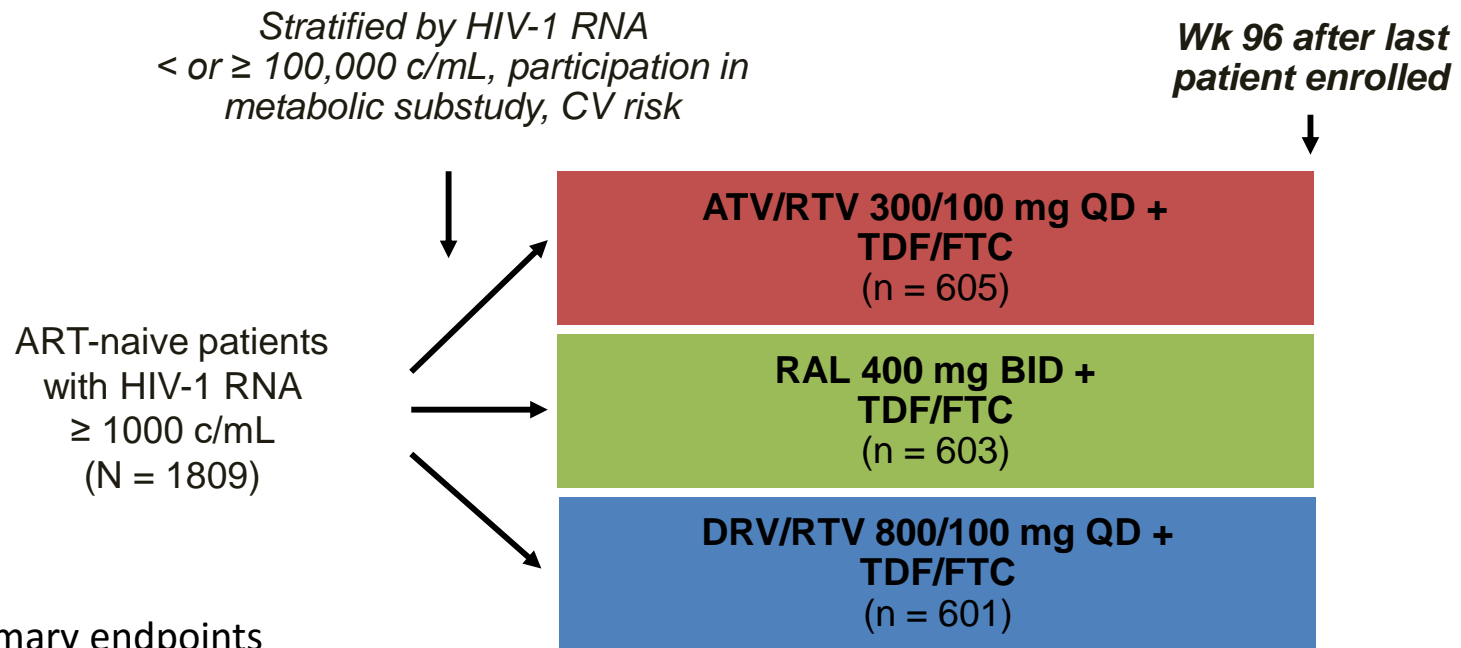 Stratified by HIV-1 RNA
< or ≥ 100,000 c/mL, participation in
metabolic substudy, CV risk
Wk 96 after last
patient enrolled
ART-naive patients
with HIV-1 RNA
≥ 1000 c/mL
(N = 1809)
ATV/RTV 300/100 mg QD +
TDF/FTC
(n = 605)
RAL 400 mg BID +
TDF/FTC
(n = 603)
DRV/RTV 800/100 mg QD +
TDF/FTC
(n = 601)
mary endpoints